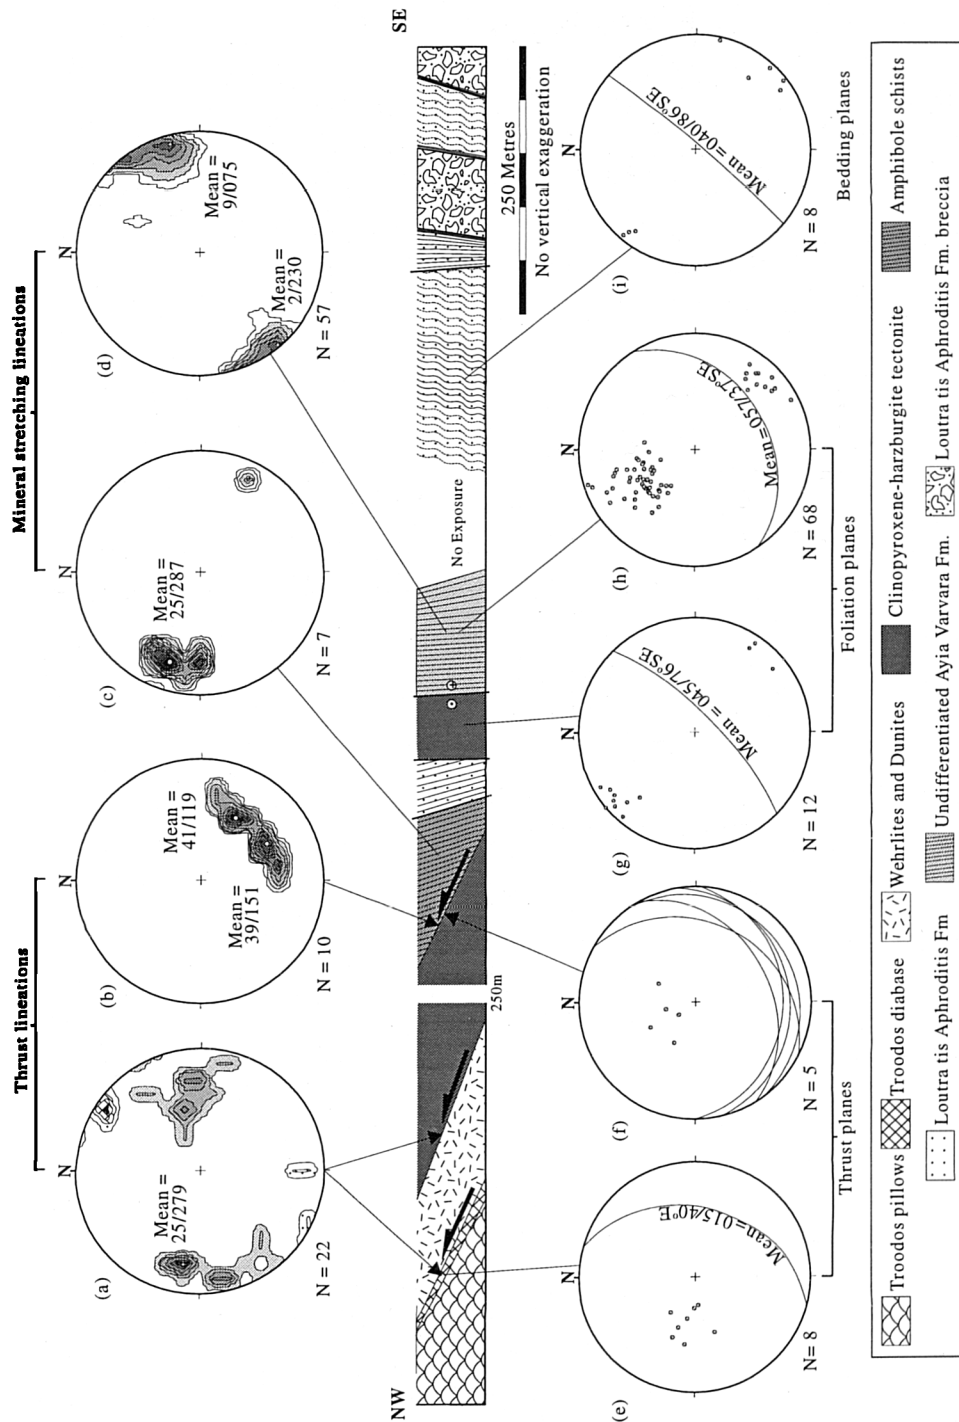 Thrust lineations
Mineral stretching lineations
(a)
N
Mean =
25/279
N = 22
(b)
N
Mean =
41/119
Mean =
39/151
N = 10
(c)
N
Mean =
25/287
N = 7
(d)
N
Mean =
9/075
Mean =
2/230
N = 57
NW
SE
250m
No Exposure
250 Metres
No vertical exaggeration
(e)
N
Mean=015/40°E
N= 8
(f)
N
N = 5
(g)
N
Mean = 045/76°SE
N = 12
(h)
N
Mean=057/37°SE
N = 68
(i)
N
Mean =040/86°SE
N = 8
Thrust planes
Foliation planes
Bedding planes
Troodos pillows
Troodos diabase
Wehrlites and Dunites
Clinopyroxene-harzburgite tectonite
Amphibole schists
Loutra tis Aphroditis Fm
Undifferentiated Ayia Varvara Fm.
Loutra tis Aphroditis Fm. breccia